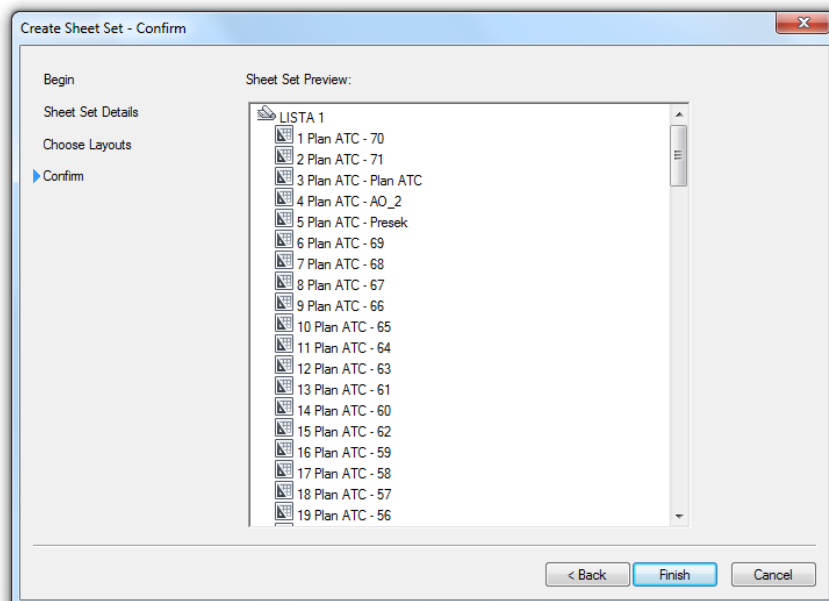 Create Sheet Set - Confirm
Begin
Sheet Set Details
Choose Layouts
Confirm
Sheet Set Preview:
LISTA 1
1 Plan ATC - 70
2 Plan ATC - 71
3 Plan ATC - Plan ATC
4 Plan ATC - AO_2
5 Plan ATC - Presek
6 Plan ATC - 69
7 Plan ATC - 68
8 Plan ATC - 67
9 Plan ATC - 66
10 Plan ATC - 65
11 Plan ATC - 64
12 Plan ATC - 63
13 Plan ATC - 61
14 Plan ATC - 60
15 Plan ATC - 62
16 Plan ATC - 59
17 Plan ATC - 58
18 Plan ATC - 57
19 Plan ATC - 56
< Back Finish Cancel